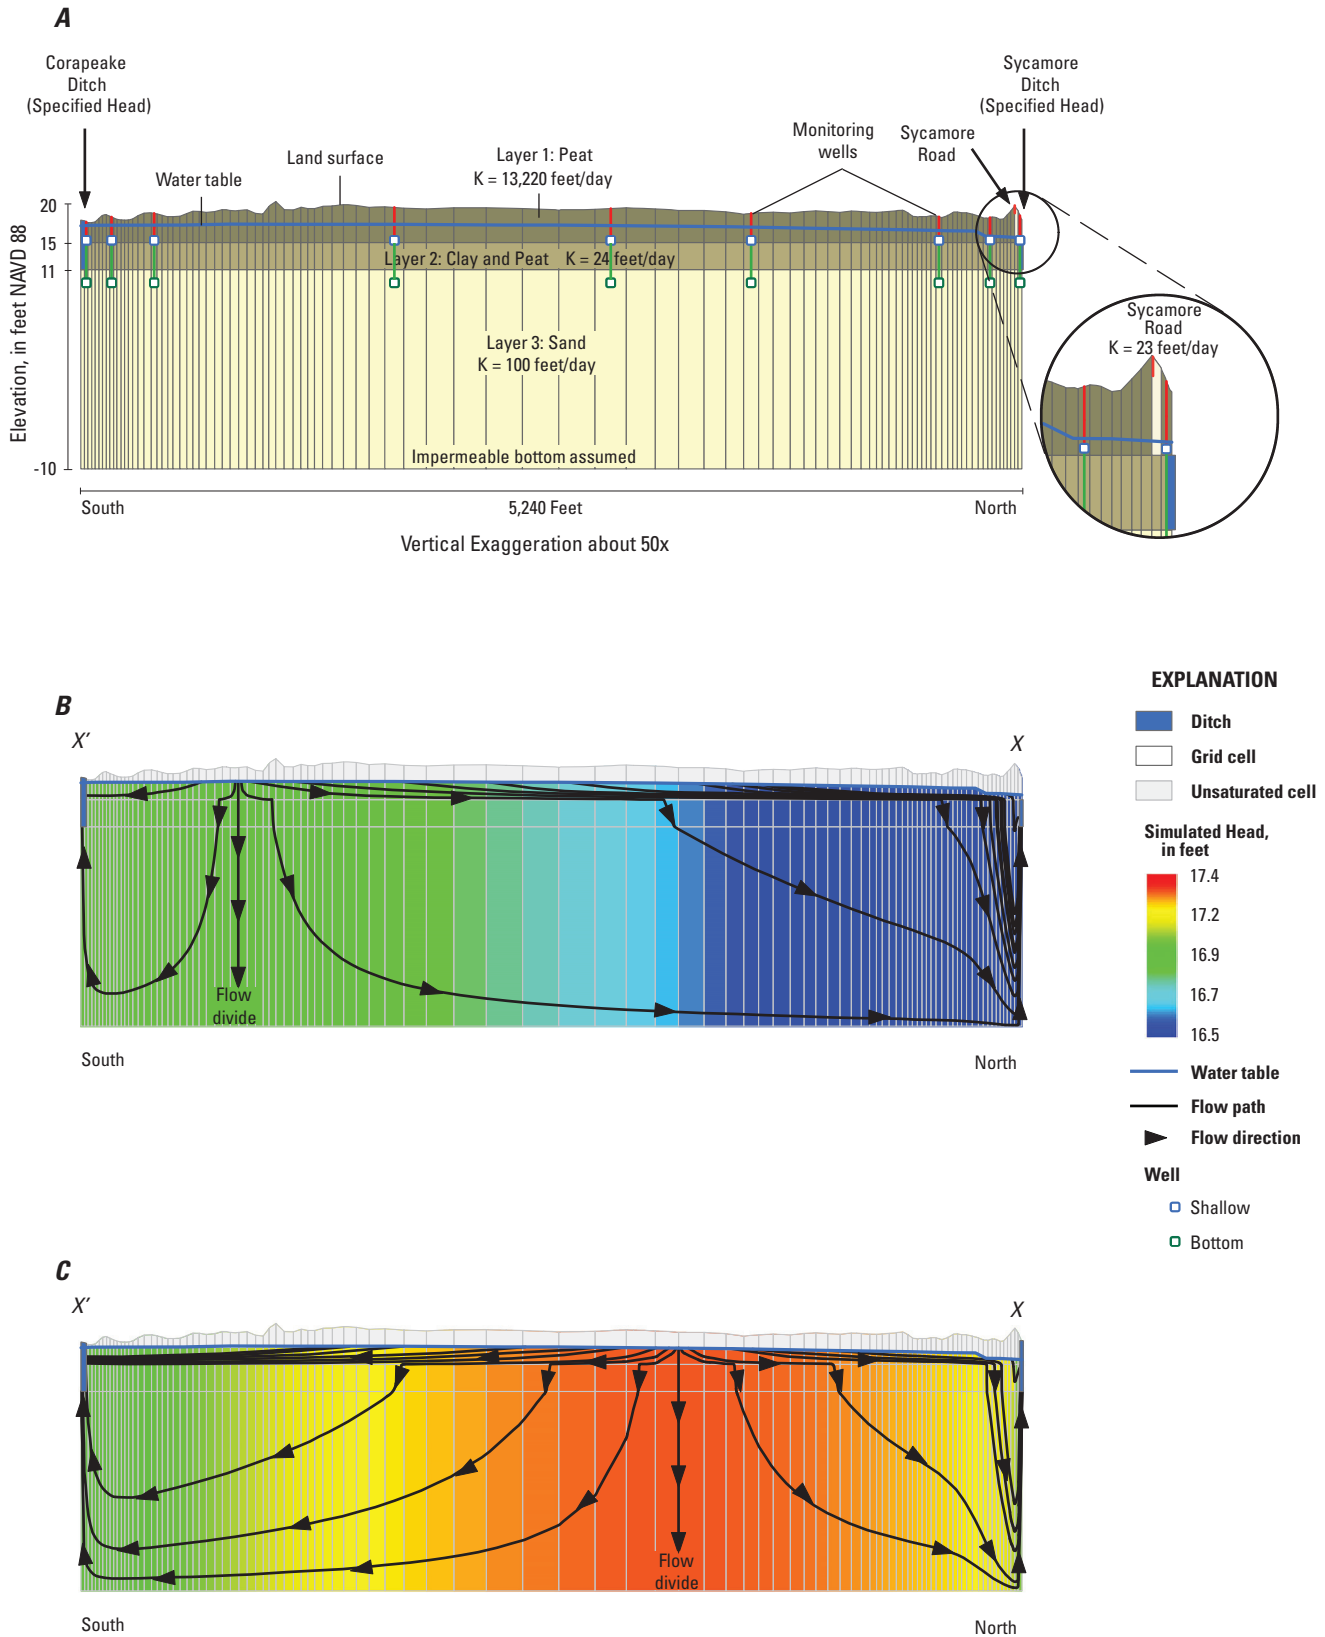 A
Corapeake
Ditch
(Specified Head)
Sycamore
Ditch
(Specified Head)
Monitoring
wells
Sycamore
Road
Layer 1: Peat
K = 13,220 feet/day
Land surface
Water table
Elevation, in feet NAVD 88
20
15
11
-10
Layer 2: Clay and Peat K = 24 feet/day
Layer 3: Sand
K = 100 feet/day
Impermeable bottom assumed
Sycamore
Road
K = 23 feet/day
South
5,240 Feet
North
Vertical Exaggeration about 50x
B
X'
X
Flow
divide
South
North
EXPLANATION
Ditch
Grid cell
Unsaturated cell
Simulated Head,
in feet
17.4
17.2
16.9
16.7
16.5
Water table
Flow path
Flow direction
Well
Shallow
Bottom
C
X'
X
Flow
divide
South
North